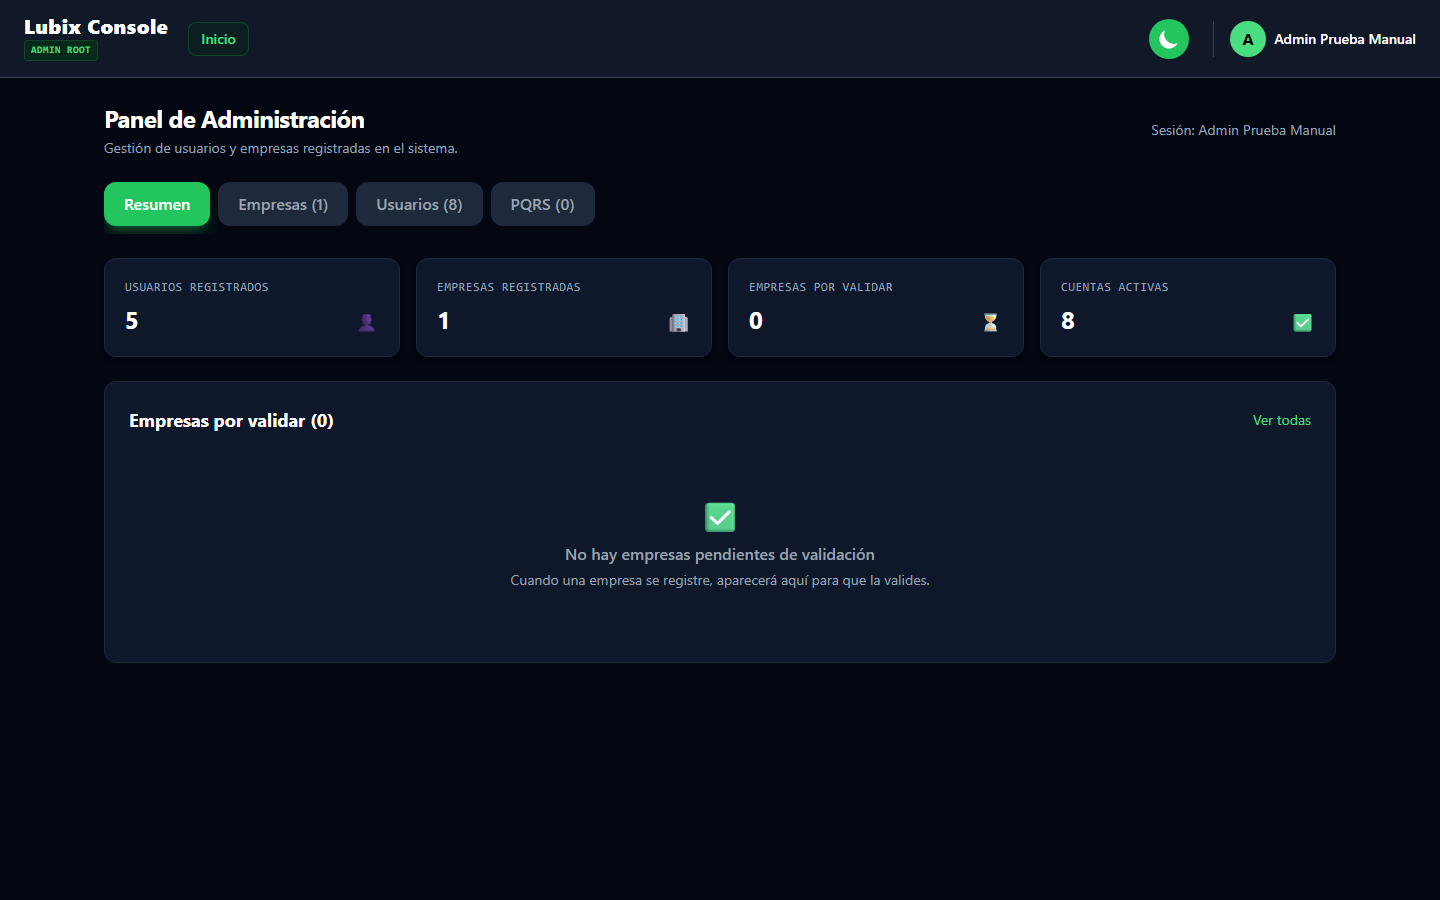 Lubix Console
ADMIN ROOT
Inicio
A
Admin Prueba Manual
Panel de Administración
Gestión de usuarios y empresas registradas en el sistema.
Sesión: Admin Prueba Manual
Resumen
Empresas (1)
Usuarios (8)
PQRS (0)
USUARIOS REGISTRADOS
5
EMPRESAS REGISTRADAS
1
EMPRESAS POR VALIDAR
0
CUENTAS ACTIVAS
8
Empresas por validar (0)
Ver todas
No hay empresas pendientes de validación
Cuando una empresa se registre, aparecerá aquí para que la valides.